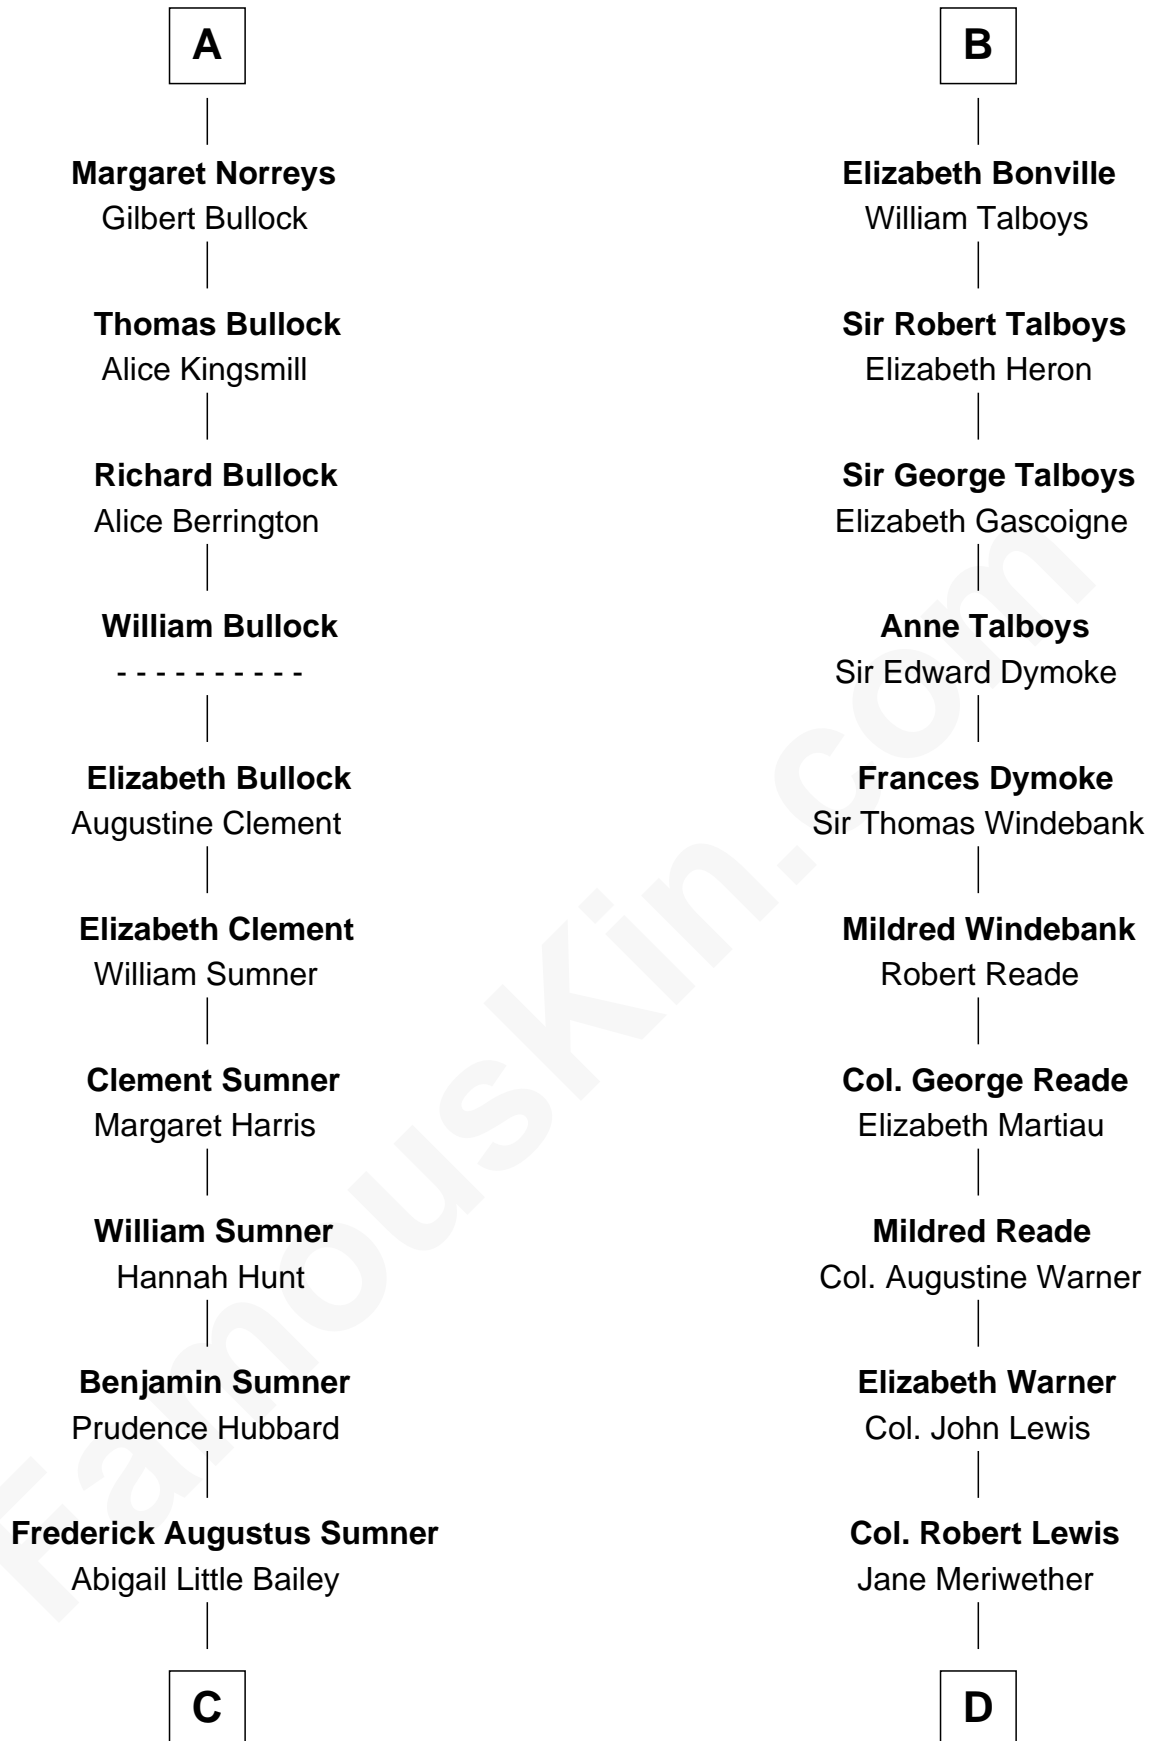 A
Margaret Norreys
Gilbert Bullock
Thomas Bullock
Alice Kingsmill
Richard Bullock
Alice Berrington
William Bullock
- - - - - - - - - -
Elizabeth Bullock
Augustine Clement
Elizabeth Clement
William Sumner
Clement Sumner
Margaret Harris
William Sumner
Hannah Hunt
Benjamin Sumner
Prudence Hubbard
Frederick Augustus Sumner
Abigail Little Bailey
C
B
Elizabeth Bonville
William Talboys
Sir Robert Talboys
Elizabeth Heron
Sir George Talboys
Elizabeth Gascoigne
Anne Talboys
Sir Edward Dymoke
Frances Dymoke
Sir Thomas Windebank
Mildred Windebank
Robert Reade
Col. George Reade
Elizabeth Martiau
Mildred Reade
Col. Augustine Warner
Elizabeth Warner
Col. John Lewis
Col. Robert Lewis
Jane Meriwether
D
FamousKin.com